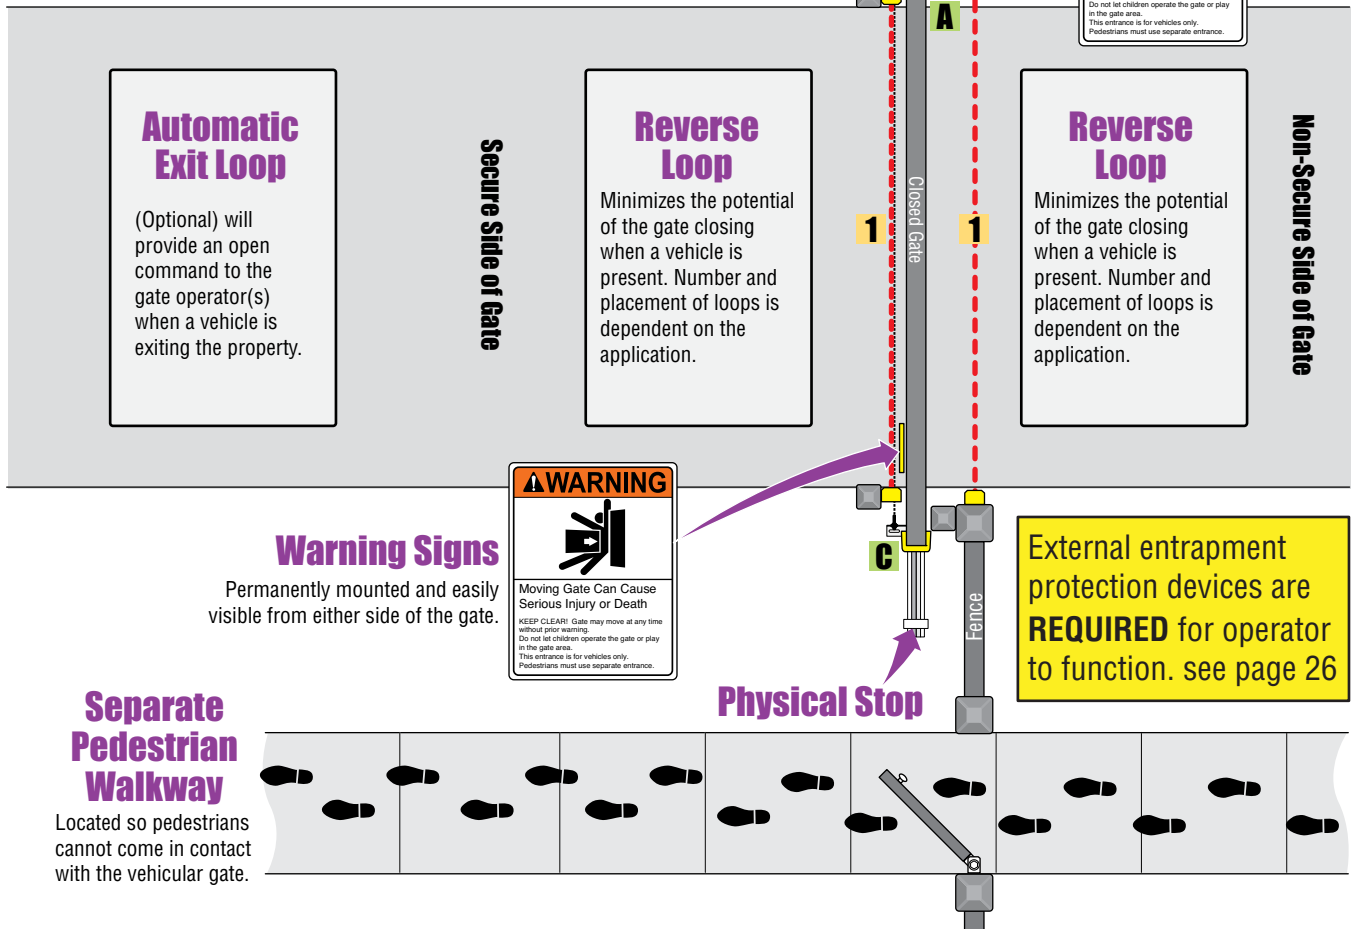 A
Do not let children operate the gate or play
in the gate area.
This entrance is for vehicles only.
Pedestrians must use separate entrance.
Automatic
Exit Loop
(Optional) will
provide an open
command to the
gate operator(s)
when a vehicle is
exiting the property.
Secure Side of Gate
Reverse
Loop
Minimizes the potential
of the gate closing
when a vehicle is
present. Number and
placement of loops is
dependent on the
application.
1
Closed Gate
1
Reverse
Loop
Minimizes the potential
of the gate closing
when a vehicle is
present. Number and
placement of loops is
dependent on the
application.
Non-Secure Side of Gate
Warning Signs
Permanently mounted and easily
visible from either side of the gate.
WARNING
Moving Gate Can Cause
Serious Injury or Death
KEEP CLEAR! Gate may move at any time
without prior warning.
Do not let children operate the gate or play
in the gate area.
This entrance is for vehicles only.
Pedestrians must use separate entrance.
C
Fence
External entrapment
protection devices are
REQUIRED for operator
to function. see page 26
Physical Stop
Separate
Pedestrian
Walkway
Located so pedestrians
cannot come in contact
with the vehicular gate.